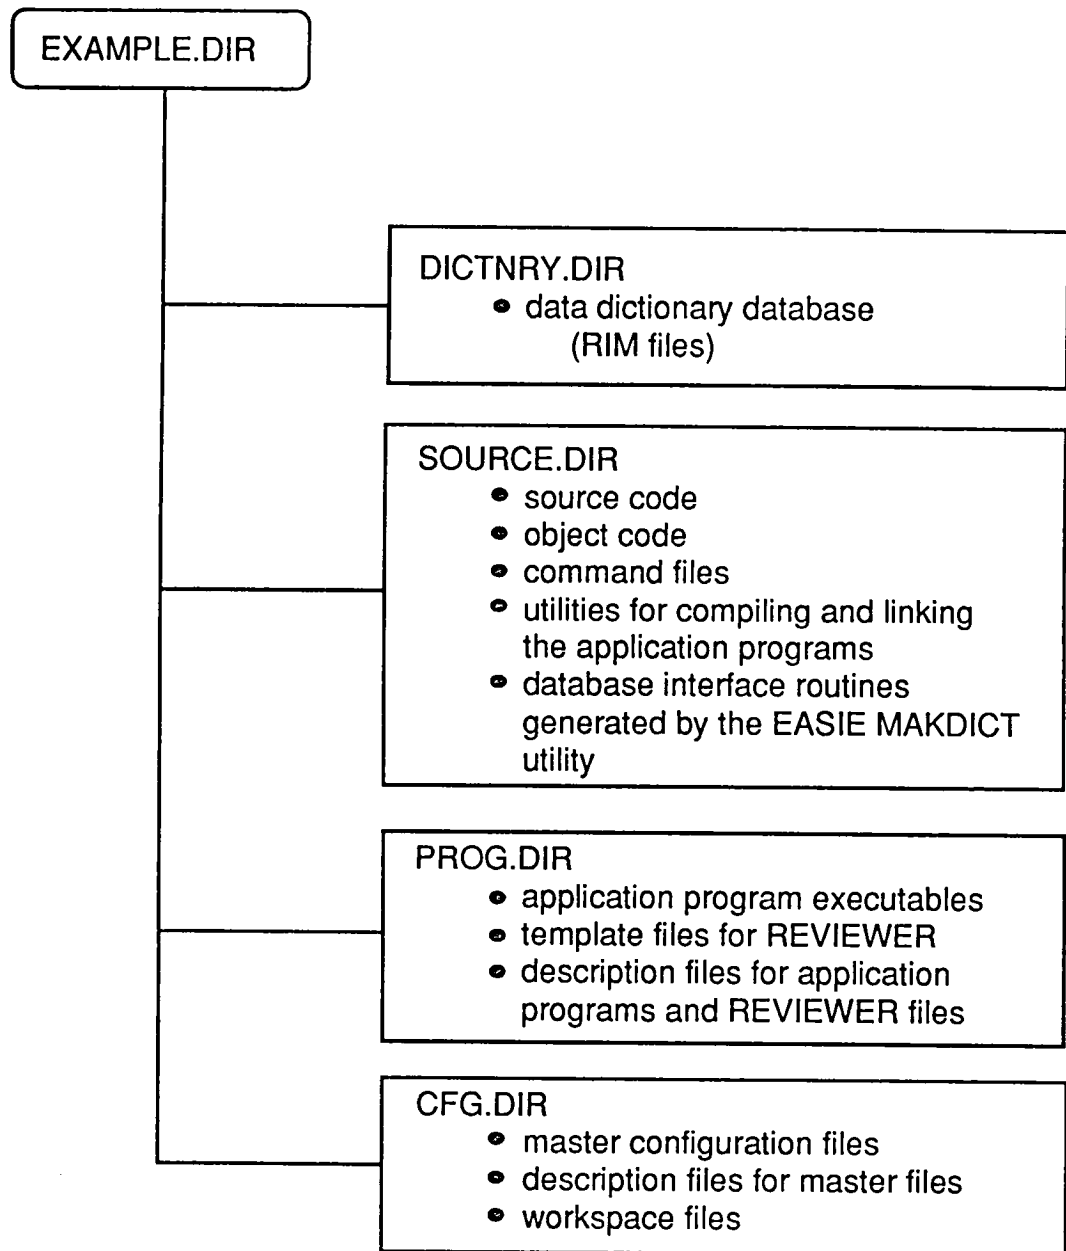 EXAMPLE.DIR
DICTNRY.DIR
• data dictionary database
(RIM files)
SOURCE.DIR
• source code
• object code
• command files
• utilities for compiling and linking
the application programs
• database interface routines
generated by the EASIE MAKDICT
utility
PROG.DIR
• application program executables
• template files for REVIEWER
• description files for application
programs and REVIEWER files
CFG.DIR
• master configuration files
• description files for master files
• workspace files